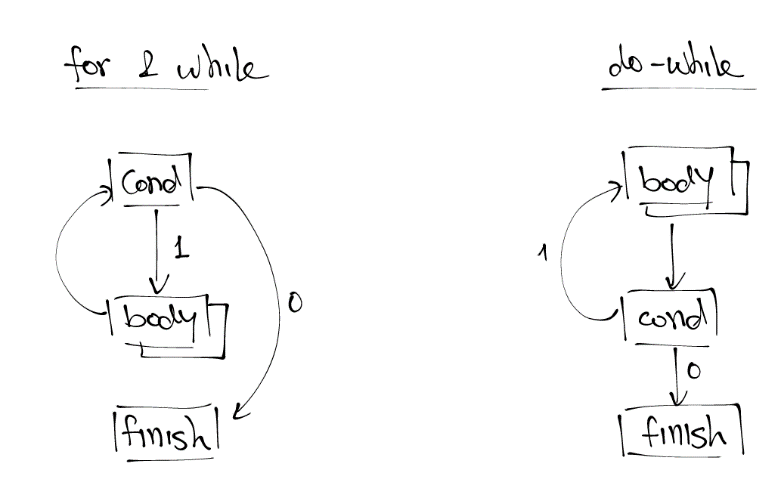 for & while
Cond
1
body
0
finish
do-while
body
1
cond
0
finish